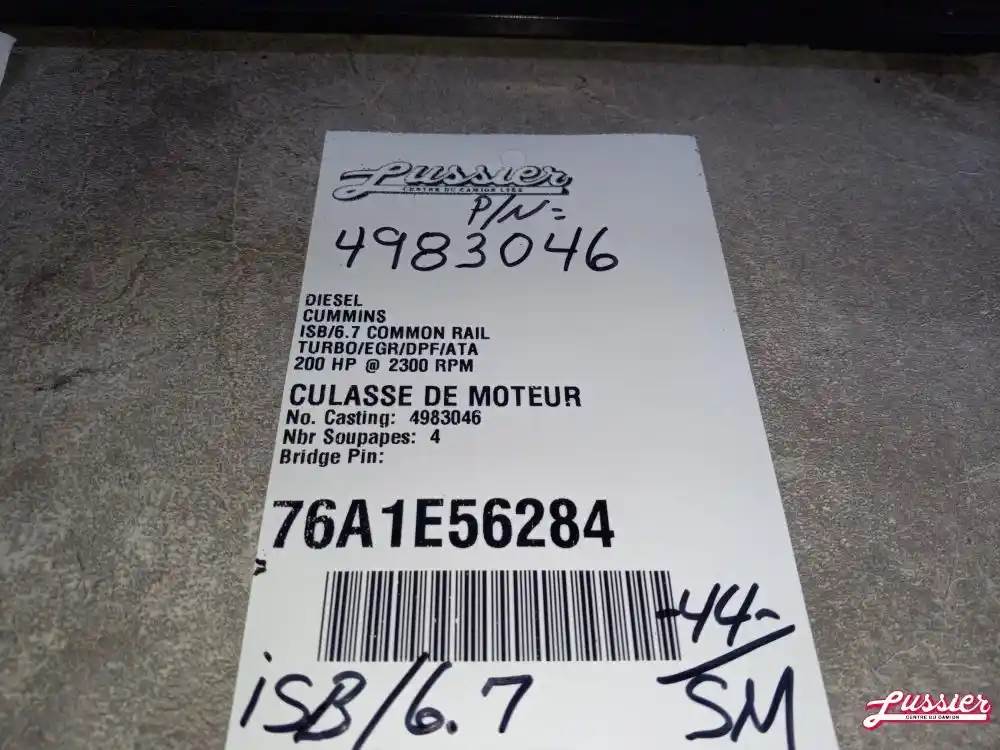 Lussier
CENTRE DU CAMION LTÉE
P/N=
4983046
DIESEL
CUMMINS
ISB/6.7 COMMON RAIL
TURBO/EGR/DPF/ATA
200 HP @ 2300 RPM
CULASSE DE MOTEUR
No. Casting: 4983046
Nbr Soupapes: 4
Bridge Pin:
76A1E56284
-44-
iSB/6.7
SM
Lussier
CENTRE DU CAMION